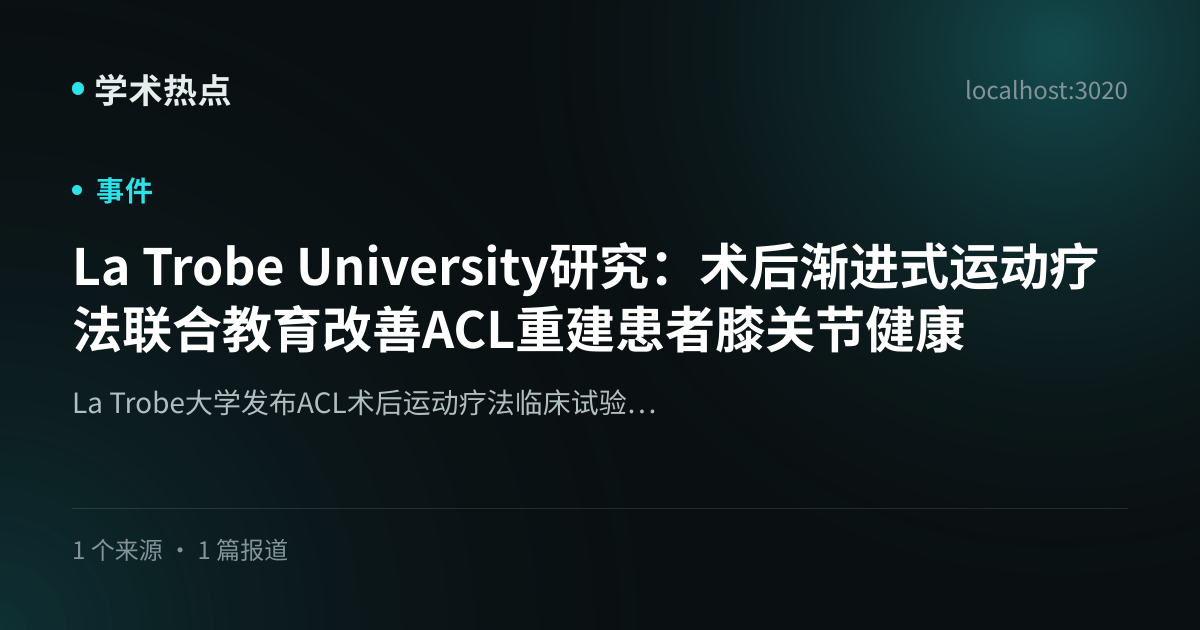 学术热点
localhost:3020
事件
La Trobe University研究：术后渐进式运动疗
法联合教育改善ACL重建患者膝关节健康
La Trobe大学发布ACL术后运动疗法临床试验…
1 个来源 · 1 篇报道